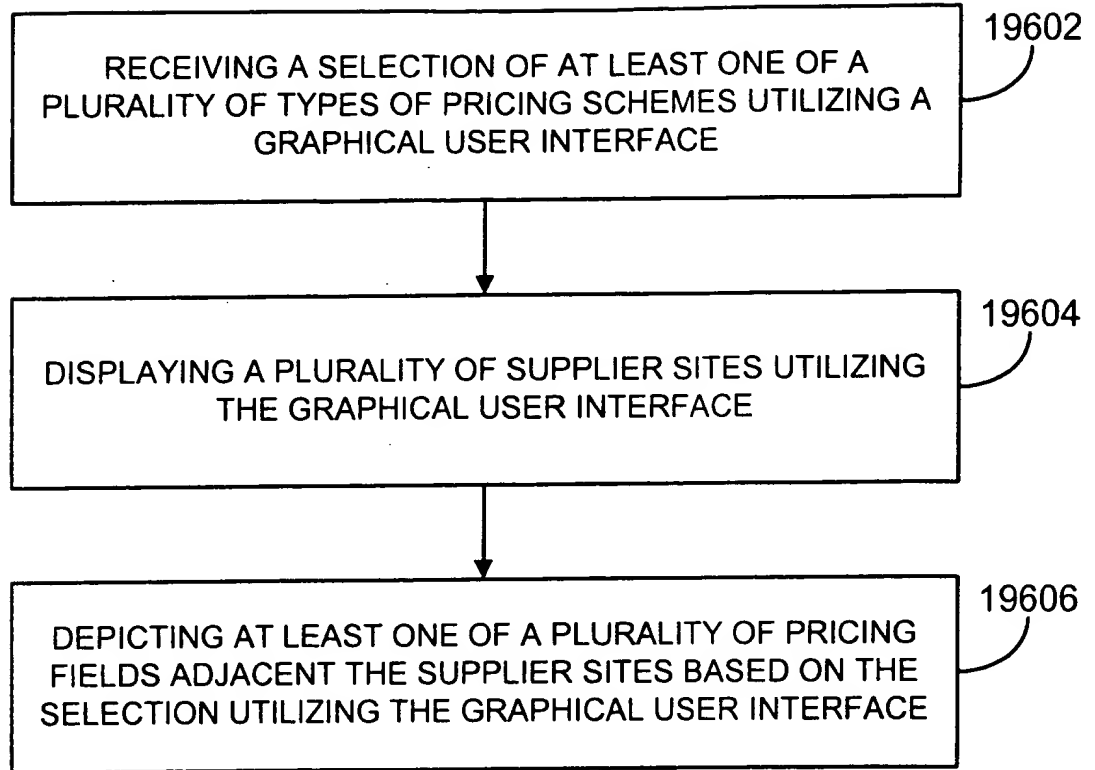 19602
RECEIVING A SELECTION OF AT LEAST ONE OF A
PLURALITY OF TYPES OF PRICING SCHEMES UTILIZING A
GRAPHICAL USER INTERFACE
19604
DISPLAYING A PLURALITY OF SUPPLIER SITES UTILIZING
THE GRAPHICAL USER INTERFACE
19606
DEPICTING AT LEAST ONE OF A PLURALITY OF PRICING
FIELDS ADJACENT THE SUPPLIER SITES BASED ON THE
SELECTION UTILIZING THE GRAPHICAL USER INTERFACE